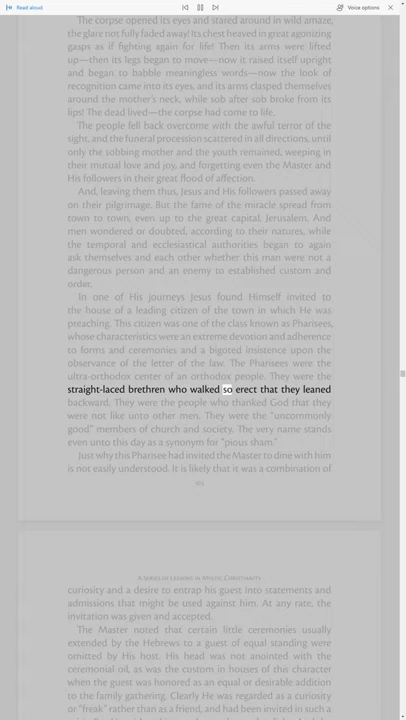 Read aloud
Voice options
The corpse opened its eyes and stared around in wild amaze,
the glare not fully faded away! Its chest heaved in great agonizing
gasps as if fighting again for life! Then its arms were lifted
up—then its legs began to move—now it raised itself upright
and began to babble meaningless words—now the look of
recognition came into its eyes, and its arms clasped themselves
around the mother's neck, while sob after sob broke from its
lips! The dead lived—the corpse had come to life.
The people fell back overcome with the awful terror of the
sight, and the funeral procession scattered in all directions, until
only the sobbing mother and the youth remained, weeping in
their mutual love and joy, and forgetting even the Master and
His followers in their great flood of affection.
And, leaving them thus, Jesus and His followers passed away
on their pilgrimage. But the fame of the miracle spread from
town to town, even up to the great capital, Jerusalem. And
men wondered or doubted, according to their natures, while
the temporal and ecclesiastical authorities began to again
ask themselves and each other whether this man were not a
dangerous person and an enemy to established custom and
order.
In one of His journeys Jesus found Himself invited to
the house of a leading citizen of the town in which He was
preaching. This citizen was one of the class known as Pharisees,
whose characteristics were an extreme devotion and adherence
to forms and ceremonies and a bigoted insistence upon the
observance of the letter of the law. The Pharisees were the
ultra-orthodox center of an orthodox people. They were the
straight-laced brethren who walked so erect that they leaned
backward. They were the people who thanked God that they
were not like unto other men. They were the "uncommonly
good" members of church and society. The very name stands
even unto this day as a synonym for "pious sham."
Just why this Pharisee had invited the Master to dine with him
is not easily understood. It is likely that it was a combination of
A Series of Lessons in Mystic Christianity
curiosity and a desire to entrap his guest into statements and
admissions that might be used against him. At any rate, the
invitation was given and accepted.
The Master noted that certain little ceremonies usually
extended by the Hebrews to a guest of equal standing were
omitted by His host. His head was not anointed with the
ceremonial oil, as was the custom in houses of this character
when the guest was honored as an equal or desirable addition
to the family gathering. Clearly He was regarded as a curiosity
or "freak" rather than as a friend, and had been invited in such a